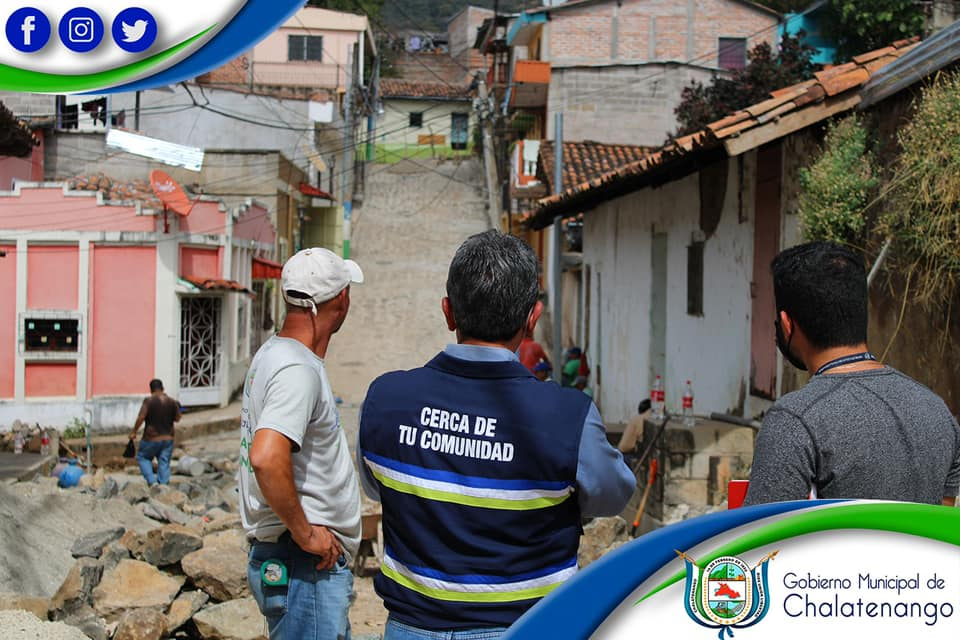 CERCA DE
TU COMUNIDAD
Gobierno Municipal de
Chalatenango